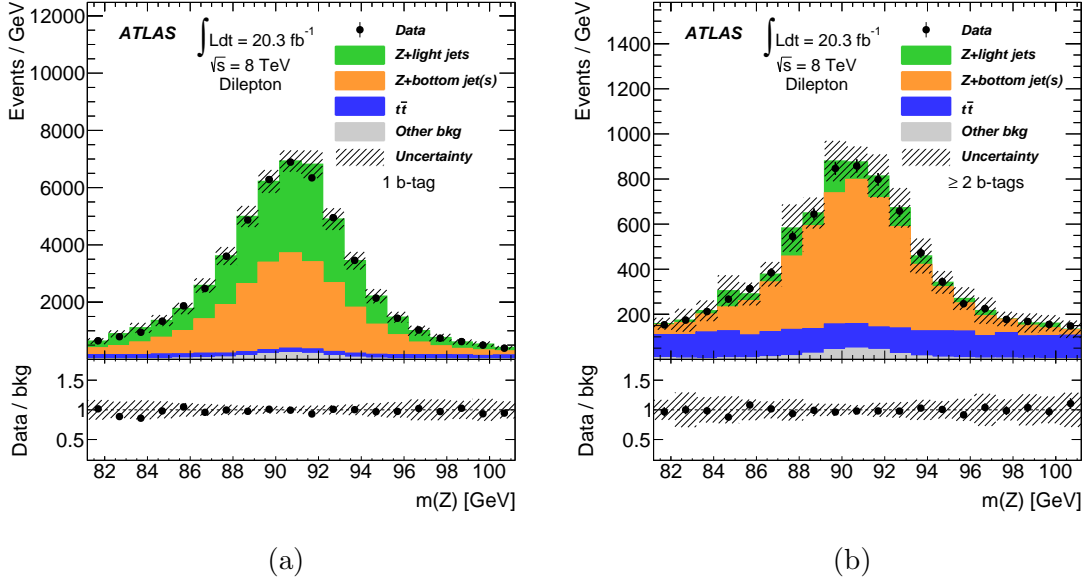 Events / GeV
12000
10000
8000
6000
4000
2000
ATLAS
∫ Ldt = 20.3 fb⁻¹
√s = 8 TeV
Dilepton
Data
Z+light jets
Z+bottom jet(s)
tt̄
Other bkg
Uncertainty
1 b-tag
Data / bkg
1.5
1
0.5
82 84 86 88 90 92 94 96 98 100
m(Z) [GeV]
(a)
Events / GeV
1400
1200
1000
800
600
400
200
ATLAS
∫ Ldt = 20.3 fb⁻¹
√s = 8 TeV
Dilepton
Data
Z+light jets
Z+bottom jet(s)
tt̄
Other bkg
Uncertainty
≥ 2 b-tags
Data / bkg
1.5
1
0.5
82 84 86 88 90 92 94 96 98 100
m(Z) [GeV]
(b)